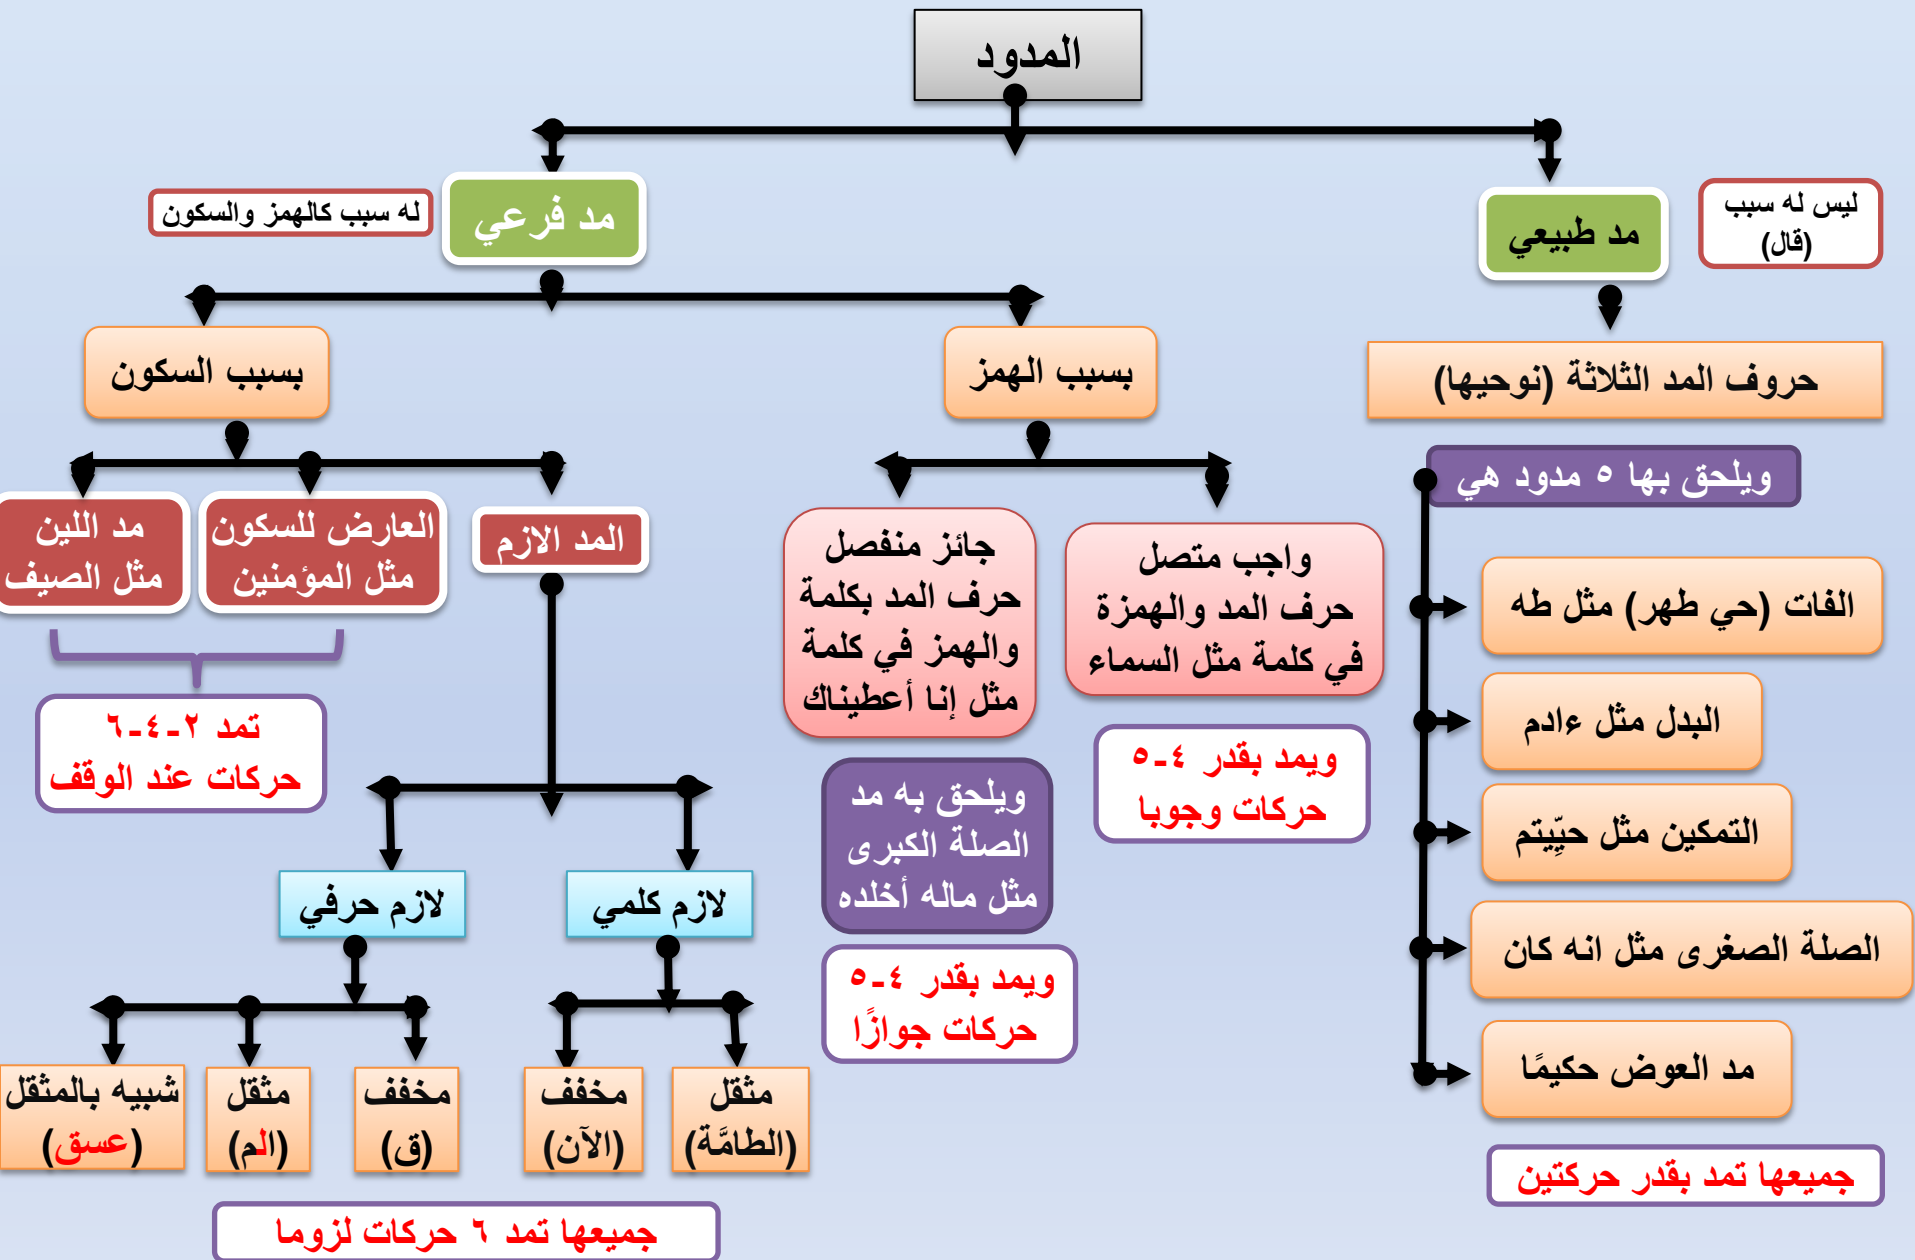 المدود
مد طبيعي
ليس له سبب
(قال)
مد فرعي
له سبب كالهمز والسكون
حروف المد الثلاثة (نوحيها)
ويلحق بها ٥ مدود هي
الفات (حي طهر) مثل طه
البدل مثل ءادم
التمكين مثل حيِّيتم
الصلة الصغرى مثل انه كان
مد العوض حكيمًا
جميعها تمد بقدر حركتين
بسبب الهمز
بسبب السكون
واجب متصل
حرف المد والهمزة
في كلمة مثل السماء
ويمد بقدر ٤-٥
حركات وجوبا
جائز منفصل
حرف المد بكلمة
والهمز في كلمة
مثل إنا أعطيناك
ويلحق به مد
الصلة الكبرى
مثل ماله أخلده
ويمد بقدر ٤-٥
حركات جوازًا
المد الازم
العارض للسكون
مثل المؤمنين
مد اللين
مثل الصيف
تمد ٢-٤-٦
حركات عند الوقف
لازم كلمي
لازم حرفي
مثقل
(الطامَّة)
مخفف
(الآن)
مخفف
(ق)
مثقل
(الم)
شبيه بالمثقل
(عسق)
جميعها تمد ٦ حركات لزوما